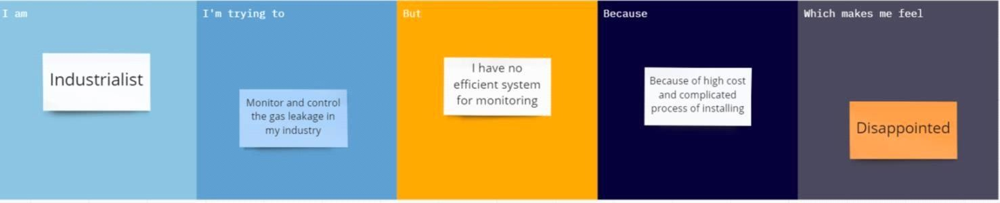 I am
Industrialist
I'm trying to
Monitor and control
the gas leakage in
my industry
But
I have no
efficient system
for monitoring
Because
Because of high cost
and complicated
process of installing
Which makes me feel
Disappointed